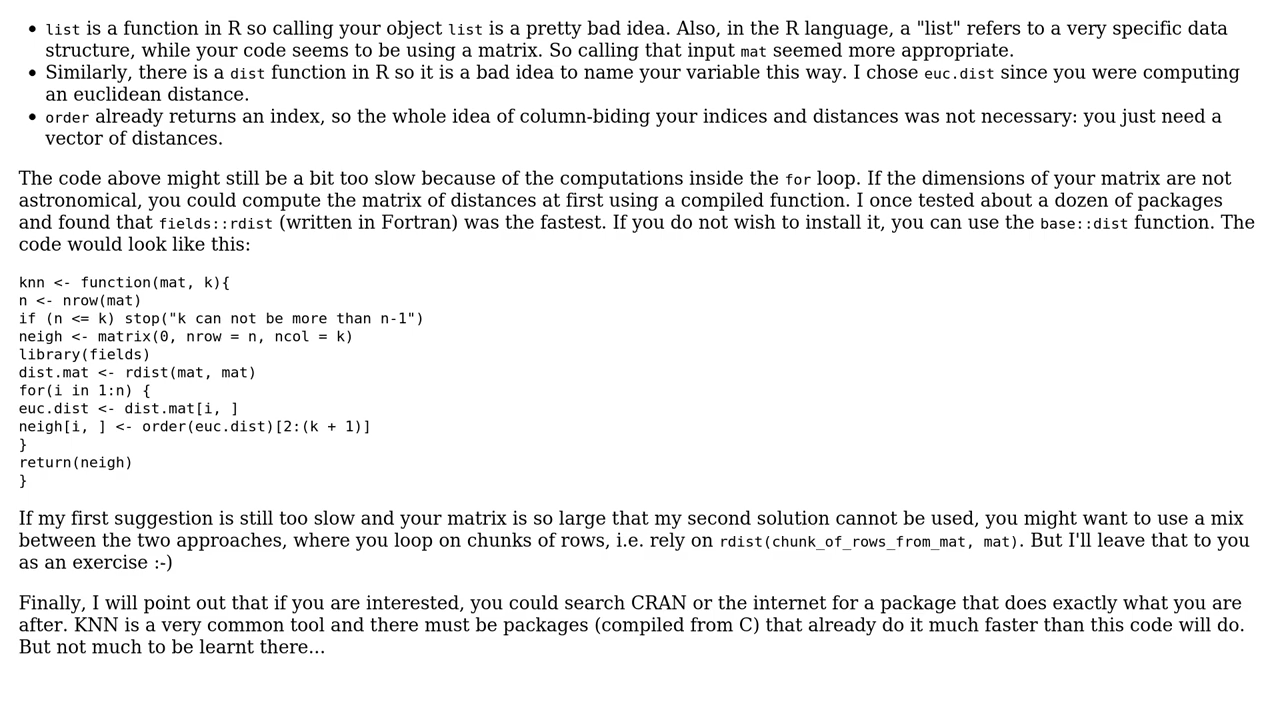 list is a function in R so calling your object list is a pretty bad idea. Also, in the R language, a "list" refers to a very specific data
structure, while your code seems to be using a matrix. So calling that input mat seemed more appropriate.
Similarly, there is a dist function in R so it is a bad idea to name your variable this way. I chose euc.dist since you were computing
an euclidean distance.
order already returns an index, so the whole idea of column-biding your indices and distances was not necessary: you just need a
vector of distances.
The code above might still be a bit too slow because of the computations inside the for loop. If the dimensions of your matrix are not
astronomical, you could compute the matrix of distances at first using a compiled function. I once tested about a dozen of packages
and found that fields::rdist (written in Fortran) was the fastest. If you do not wish to install it, you can use the base::dist function. The
code would look like this:
knn <- function(mat, k){
n <- nrow(mat)
if (n <= k) stop("k can not be more than n-1")
neigh <- matrix(0, nrow = n, ncol = k)
library(fields)
dist.mat <- rdist(mat, mat)
for(i in 1:n) {
euc.dist <- dist.mat[i, ]
neigh[i, ] <- order(euc.dist)[2:(k + 1)]
}
return(neigh)
}
If my first suggestion is still too slow and your matrix is so large that my second solution cannot be used, you might want to use a mix
between the two approaches, where you loop on chunks of rows, i.e. rely on rdist(chunk_of_rows_from_mat, mat). But I'll leave that to you
as an exercise :-)
Finally, I will point out that if you are interested, you could search CRAN or the internet for a package that does exactly what you are
after. KNN is a very common tool and there must be packages (compiled from C) that already do it much faster than this code will do.
But not much to be learnt there...